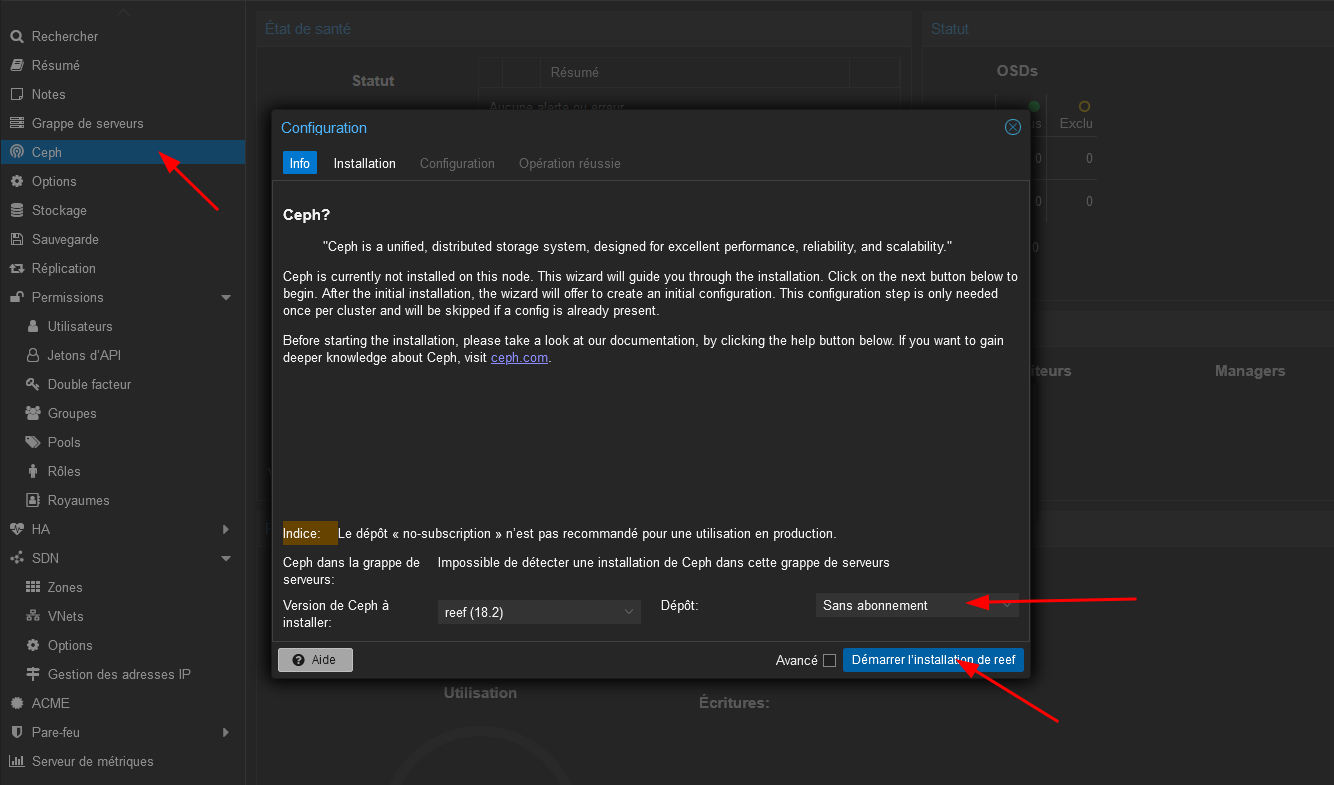 Rechercher
Résumé
Notes
Grappe de serveurs
Ceph
Options
Stockage
Sauvegarde
Réplication
Permissions
Utilisateurs
Jetons d'API
Double facteur
Groupes
Pools
Rôles
Royaumes
HA
SDN
Zones
VNets
Options
Gestion des adresses IP
ACME
Pare-feu
Serveur de métriques
État de santé
Statut
Résumé
Aucune alerte ou erreur
Statut
OSDs
Exclu
0 0
0 0
0
Managers
Configuration
Info Installation Configuration Opération réussie
Ceph?
"Ceph is a unified, distributed storage system, designed for excellent performance, reliability, and scalability."
Ceph is currently not installed on this node. This wizard will guide you through the installation. Click on the next button below to
begin. After the initial installation, the wizard will offer to create an initial configuration. This configuration step is only needed
once per cluster and will be skipped if a config is already present.
Before starting the installation, please take a look at our documentation, by clicking the help button below. If you want to gain
deeper knowledge about Ceph, visit ceph.com.
Indice: Le dépôt « no-subscription » n'est pas recommandé pour une utilisation en production.
Ceph dans la grappe de
serveurs:
Impossible de détecter une installation de Ceph dans cette grappe de serveurs
Version de Ceph à
installer:
reef (18.2)
Dépôt:
Sans abonnement
Aide
Avancé
Démarrer l'installation de reef
Utilisation
Écritures: